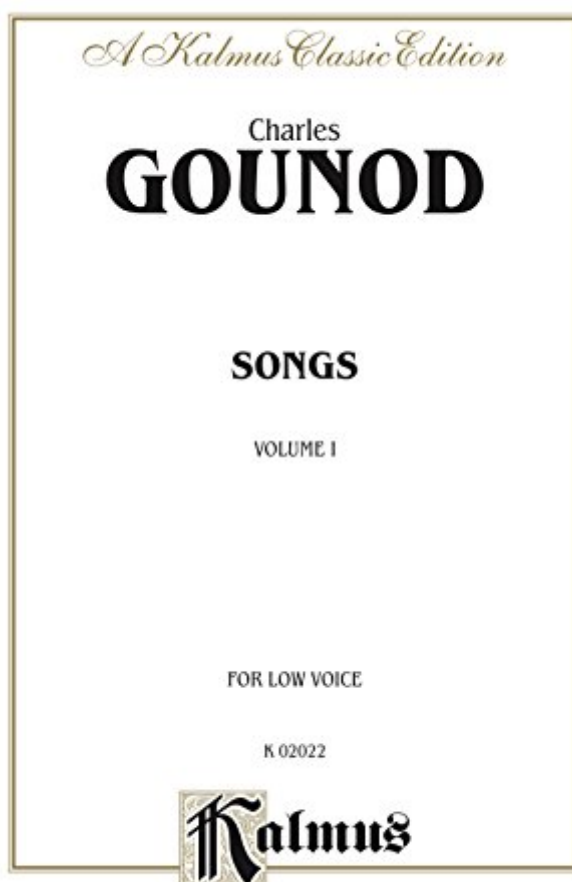 A Kalmus Classic Edition
Charles
GOUNOD
SONGS
VOLUME I
FOR LOW VOICE
K 02022
Kalmus